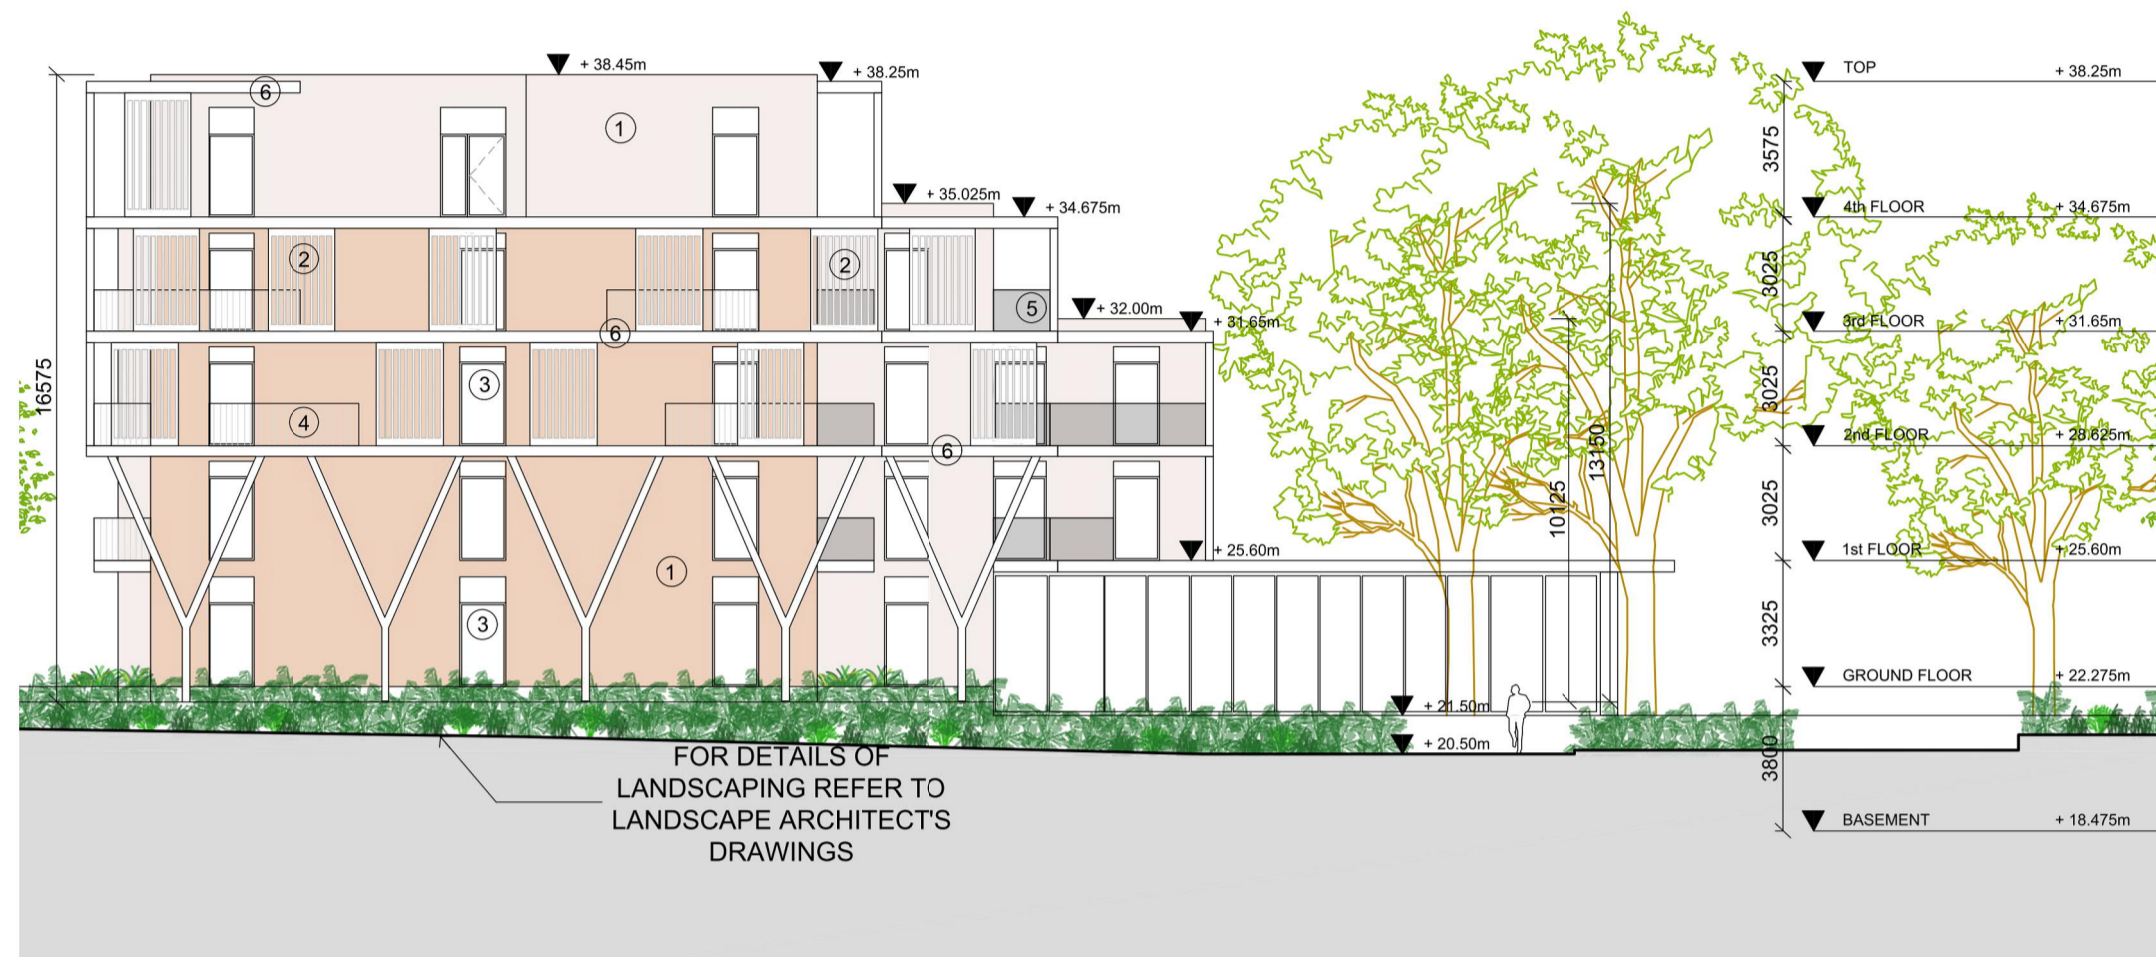 + 38.45m
+ 38.25m
TOP + 38.25m
6
1
3575
+ 35.025m
+ 34.675m
4th FLOOR + 34.675m
2
2
3025
5
+ 32.00m
+ 31.65m
3rd FLOOR + 31.65m
6
16575
3
3025
4
2nd FLOOR + 28.625m
6
13150
10125
3025
+ 25.60m
1st FLOOR + 25.60m
1
3
3325
GROUND FLOOR + 22.275m
+ 21.50m
+ 20.50m
3800
FOR DETAILS OF
LANDSCAPING REFER TO
LANDSCAPE ARCHITECT'S
DRAWINGS
BASEMENT + 18.475m